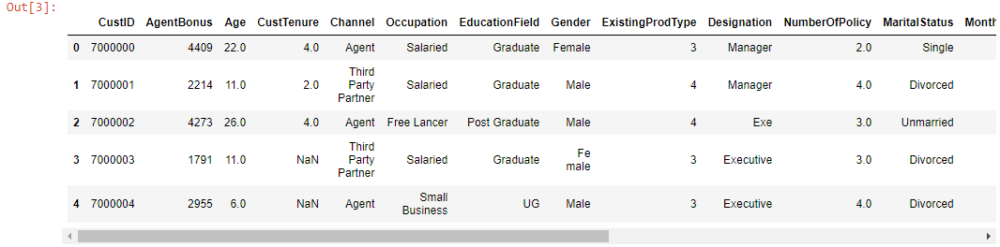 Out[3]:
CustID AgentBonus Age CustTenure Channel Occupation EducationField Gender ExistingProdType Designation NumberOfPolicy MaritalStatus Month
0 7000000 4409 22.0 4.0 Agent Salaried Graduate Female 3 Manager 2.0 Single
1 7000001 2214 11.0 2.0 Third Party Partner Salaried Graduate Male 4 Manager 4.0 Divorced
2 7000002 4273 26.0 4.0 Agent Free Lancer Post Graduate Male 4 Exe 3.0 Unmarried
3 7000003 1791 11.0 NaN Third Party Partner Salaried Graduate Fe male 3 Executive 3.0 Divorced
4 7000004 2955 6.0 NaN Agent Small Business UG Male 3 Executive 4.0 Divorced